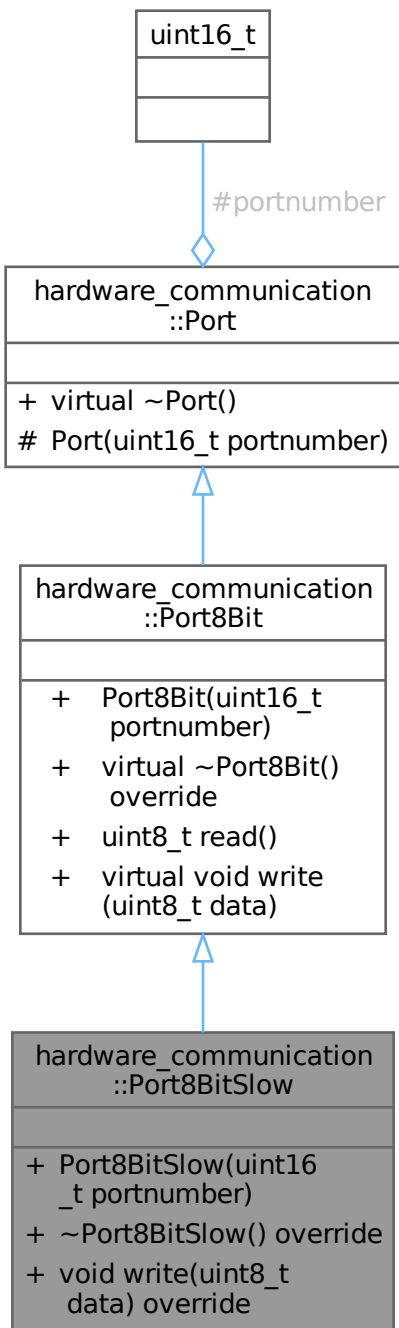 uint16_t
#portnumber
hardware_communication
::Port
+ virtual ~Port()
# Port(uint16_t portnumber)
hardware_communication
::Port8Bit
+ Port8Bit(uint16_t
portnumber)
+ virtual ~Port8Bit()
override
+ uint8_t read()
+ virtual void write
(uint8_t data)
hardware_communication
::Port8BitSlow
+ Port8BitSlow(uint16
_t portnumber)
+ ~Port8BitSlow() override
+ void write(uint8_t
data) override